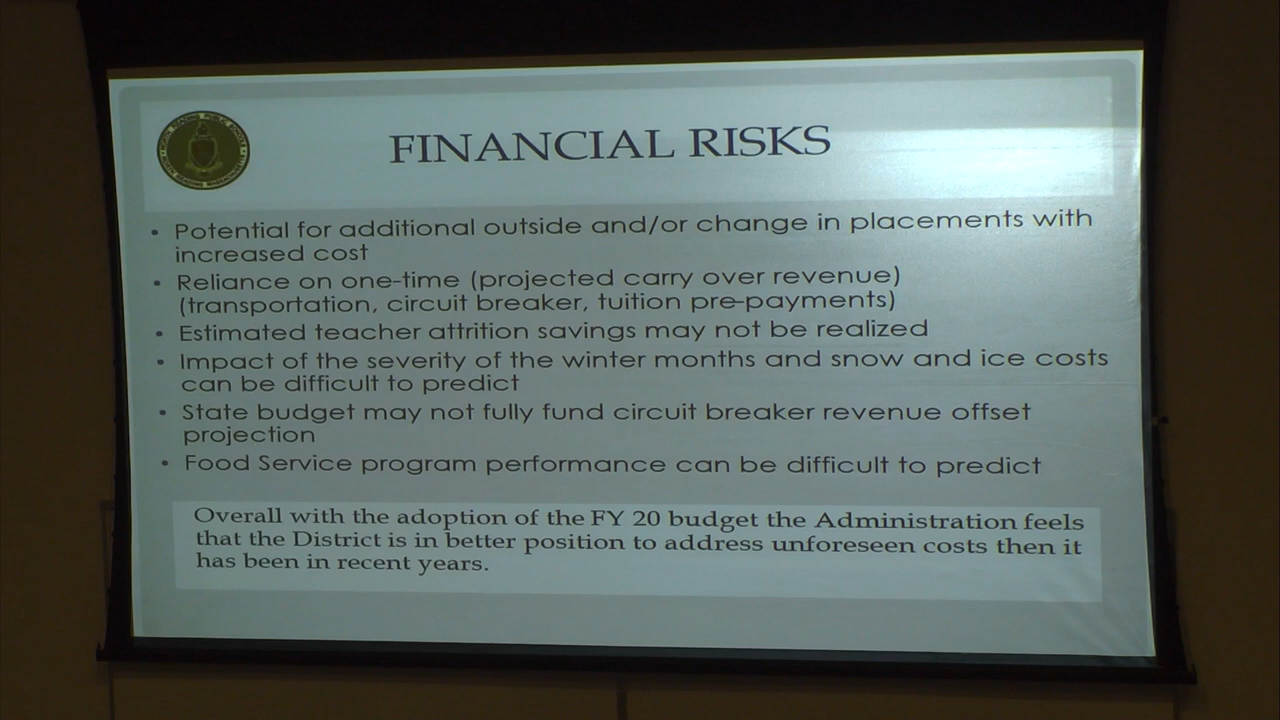 FINANCIAL RISKS
• Potential for additional outside and/or change in placements with
increased cost
• Reliance on one-time (projected carry over revenue)
(transportation, circuit breaker, tuition pre-payments)
• Estimated teacher attrition savings may not be realized
• Impact of the severity of the winter months and snow and ice costs
can be difficult to predict
• State budget may not fully fund circuit breaker revenue offset
projection
• Food Service program performance can be difficult to predict
Overall with the adoption of the FY 20 budget the Administration feels
that the District is in better position to address unforeseen costs then it
has been in recent years.